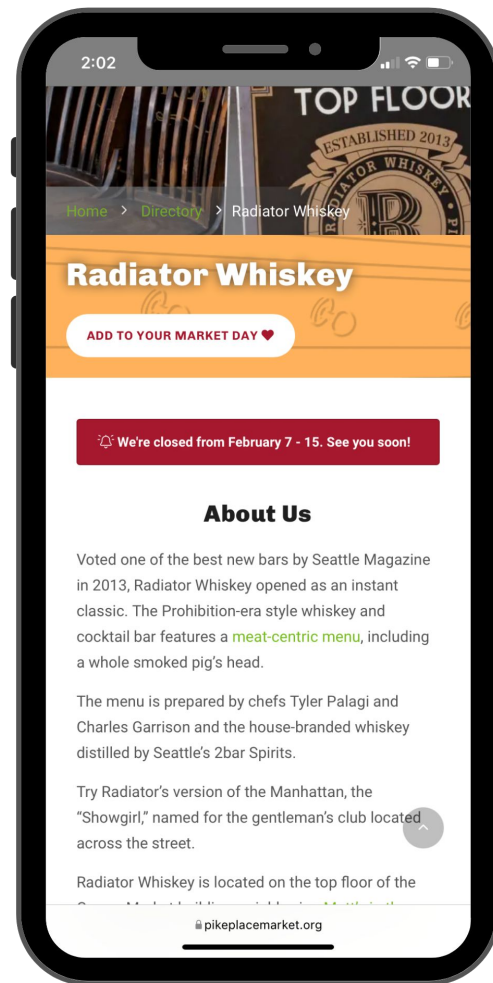 2:02
TOP FLOOR
ESTABLISHED 2013
RADIATOR WHISKEY
R
Home > Directory > Radiator Whiskey
Radiator Whiskey
ADD TO YOUR MARKET DAY
We're closed from February 7 - 15. See you soon!
About Us
Voted one of the best new bars by Seattle Magazine
in 2013, Radiator Whiskey opened as an instant
classic. The Prohibition-era style whiskey and
cocktail bar features a meat-centric menu, including
a whole smoked pig's head.
The menu is prepared by chefs Tyler Palagi and
Charles Garrison and the house-branded whiskey
distilled by Seattle's 2bar Spirits.
Try Radiator's version of the Manhattan, the
“Showgirl,” named for the gentleman's club located
across the street.
Radiator Whiskey is located on the top floor of the
pikeplacemarket.org